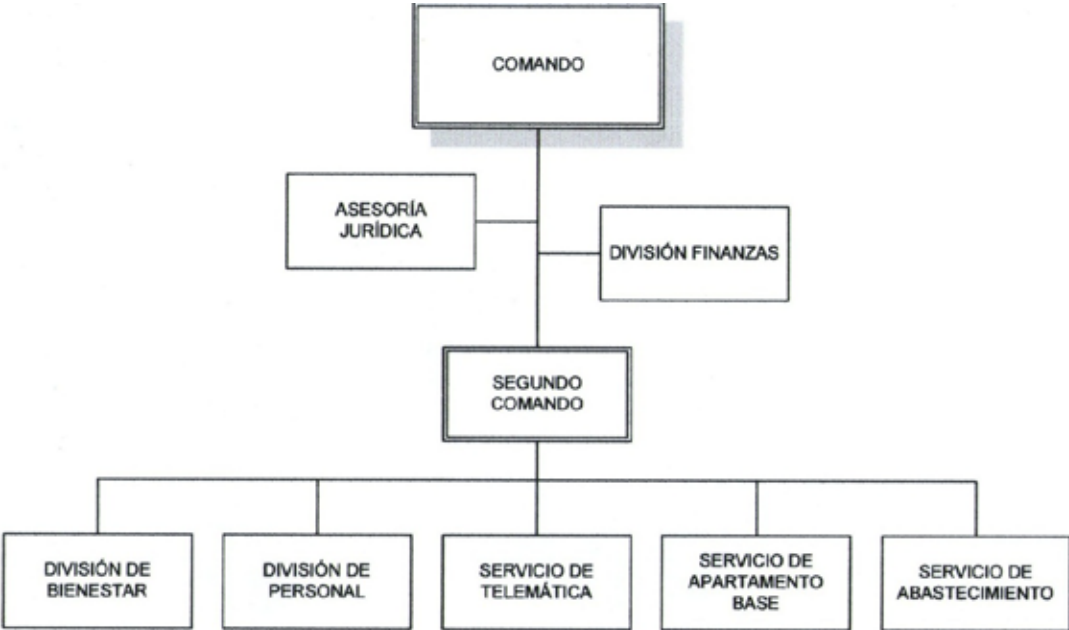 COMANDO
ASESORÍA
JURÍDICA
DIVISIÓN FINANZAS
SEGUNDO
COMANDO
DIVISIÓN DE
BIENESTAR
DIVISIÓN DE
PERSONAL
SERVICIO DE
TELEMÁTICA
SERVICIO DE
APARTAMENTO
BASE
SERVICIO DE
ABASTECIMIENTO